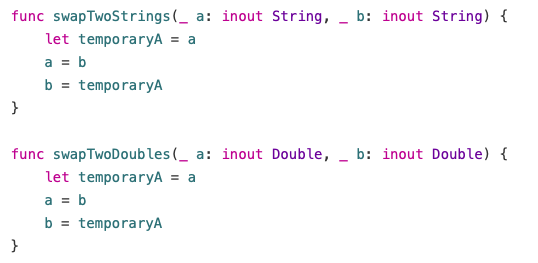 func swapTwoStrings(_ a: inout String, _ b: inout String) {
    let temporaryA = a
    a = b
    b = temporaryA
}

func swapTwoDoubles(_ a: inout Double, _ b: inout Double) {
    let temporaryA = a
    a = b
    b = temporaryA
}